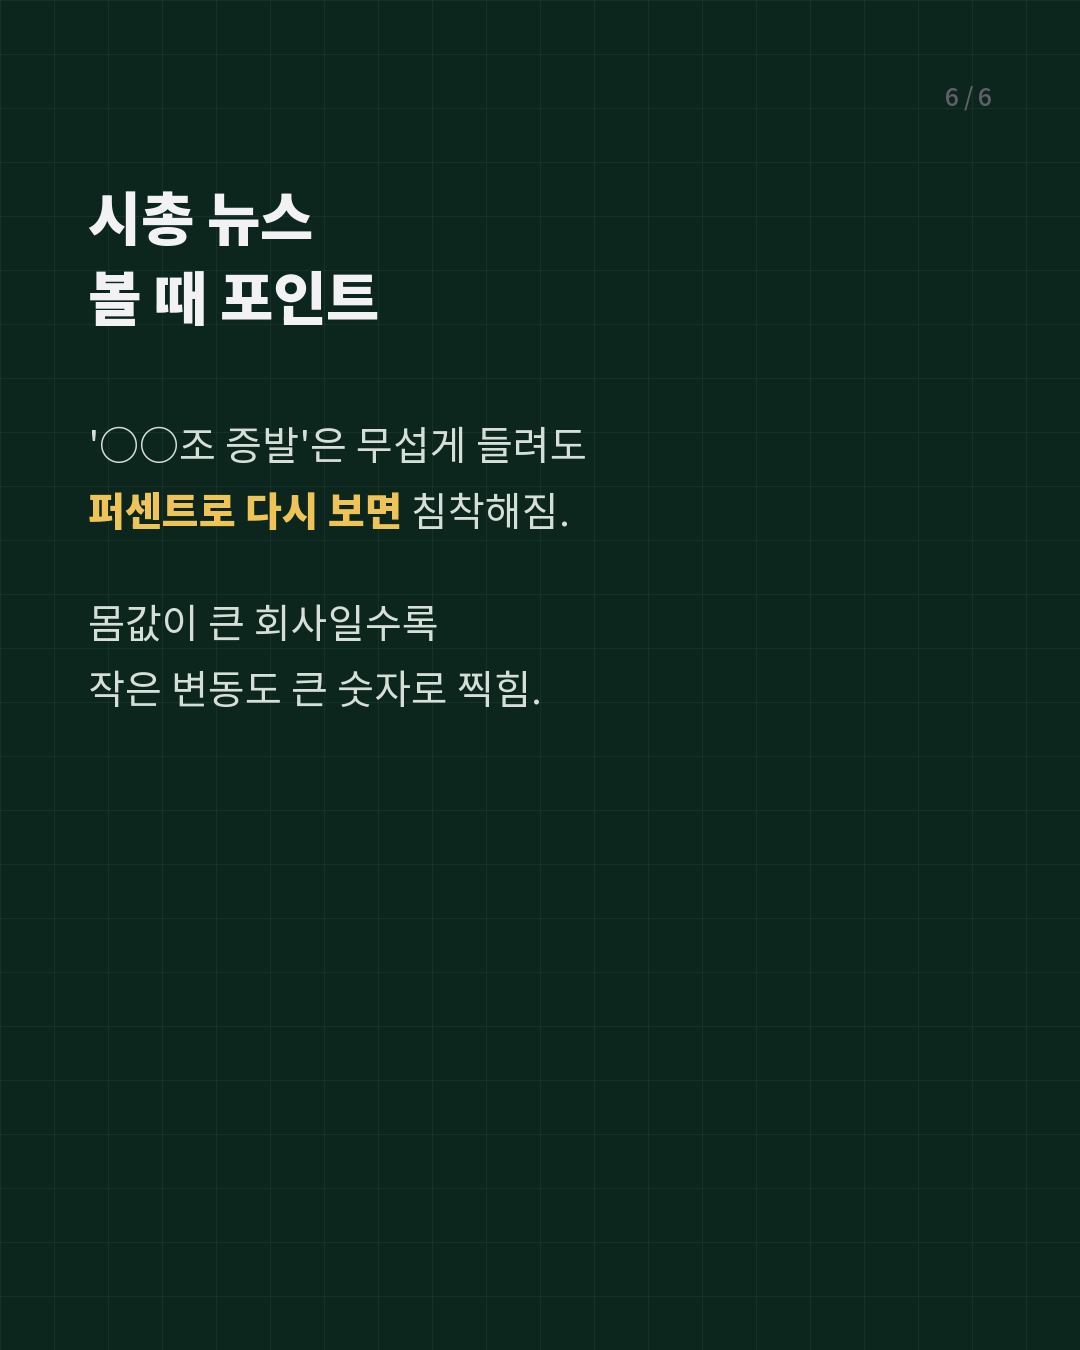 6 / 6
시총 뉴스
볼 때 포인트
'○○조 증발'은 무섭게 들려도
퍼센트로 다시 보면 침착해짐.
몸값이 큰 회사일수록
작은 변동도 큰 숫자로 찍힘.